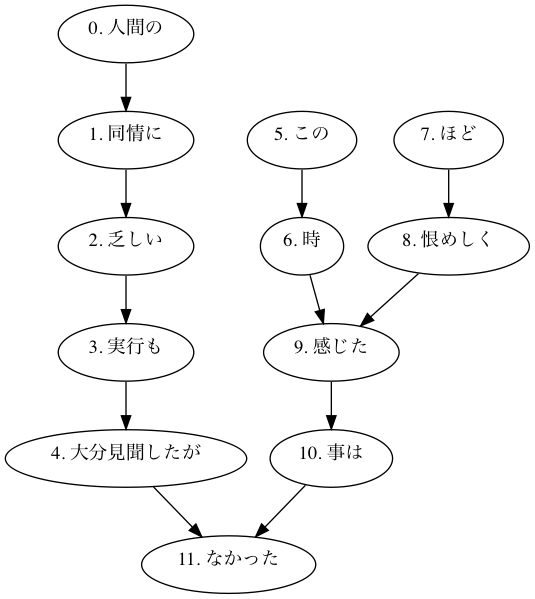 0. 人間の
1. 同情に
5. この
7. ほど
2. 乏しい
6. 時
8. 恨めしく
3. 実行も
9. 感じた
4. 大分見聞したが
10. 事は
11. なかった